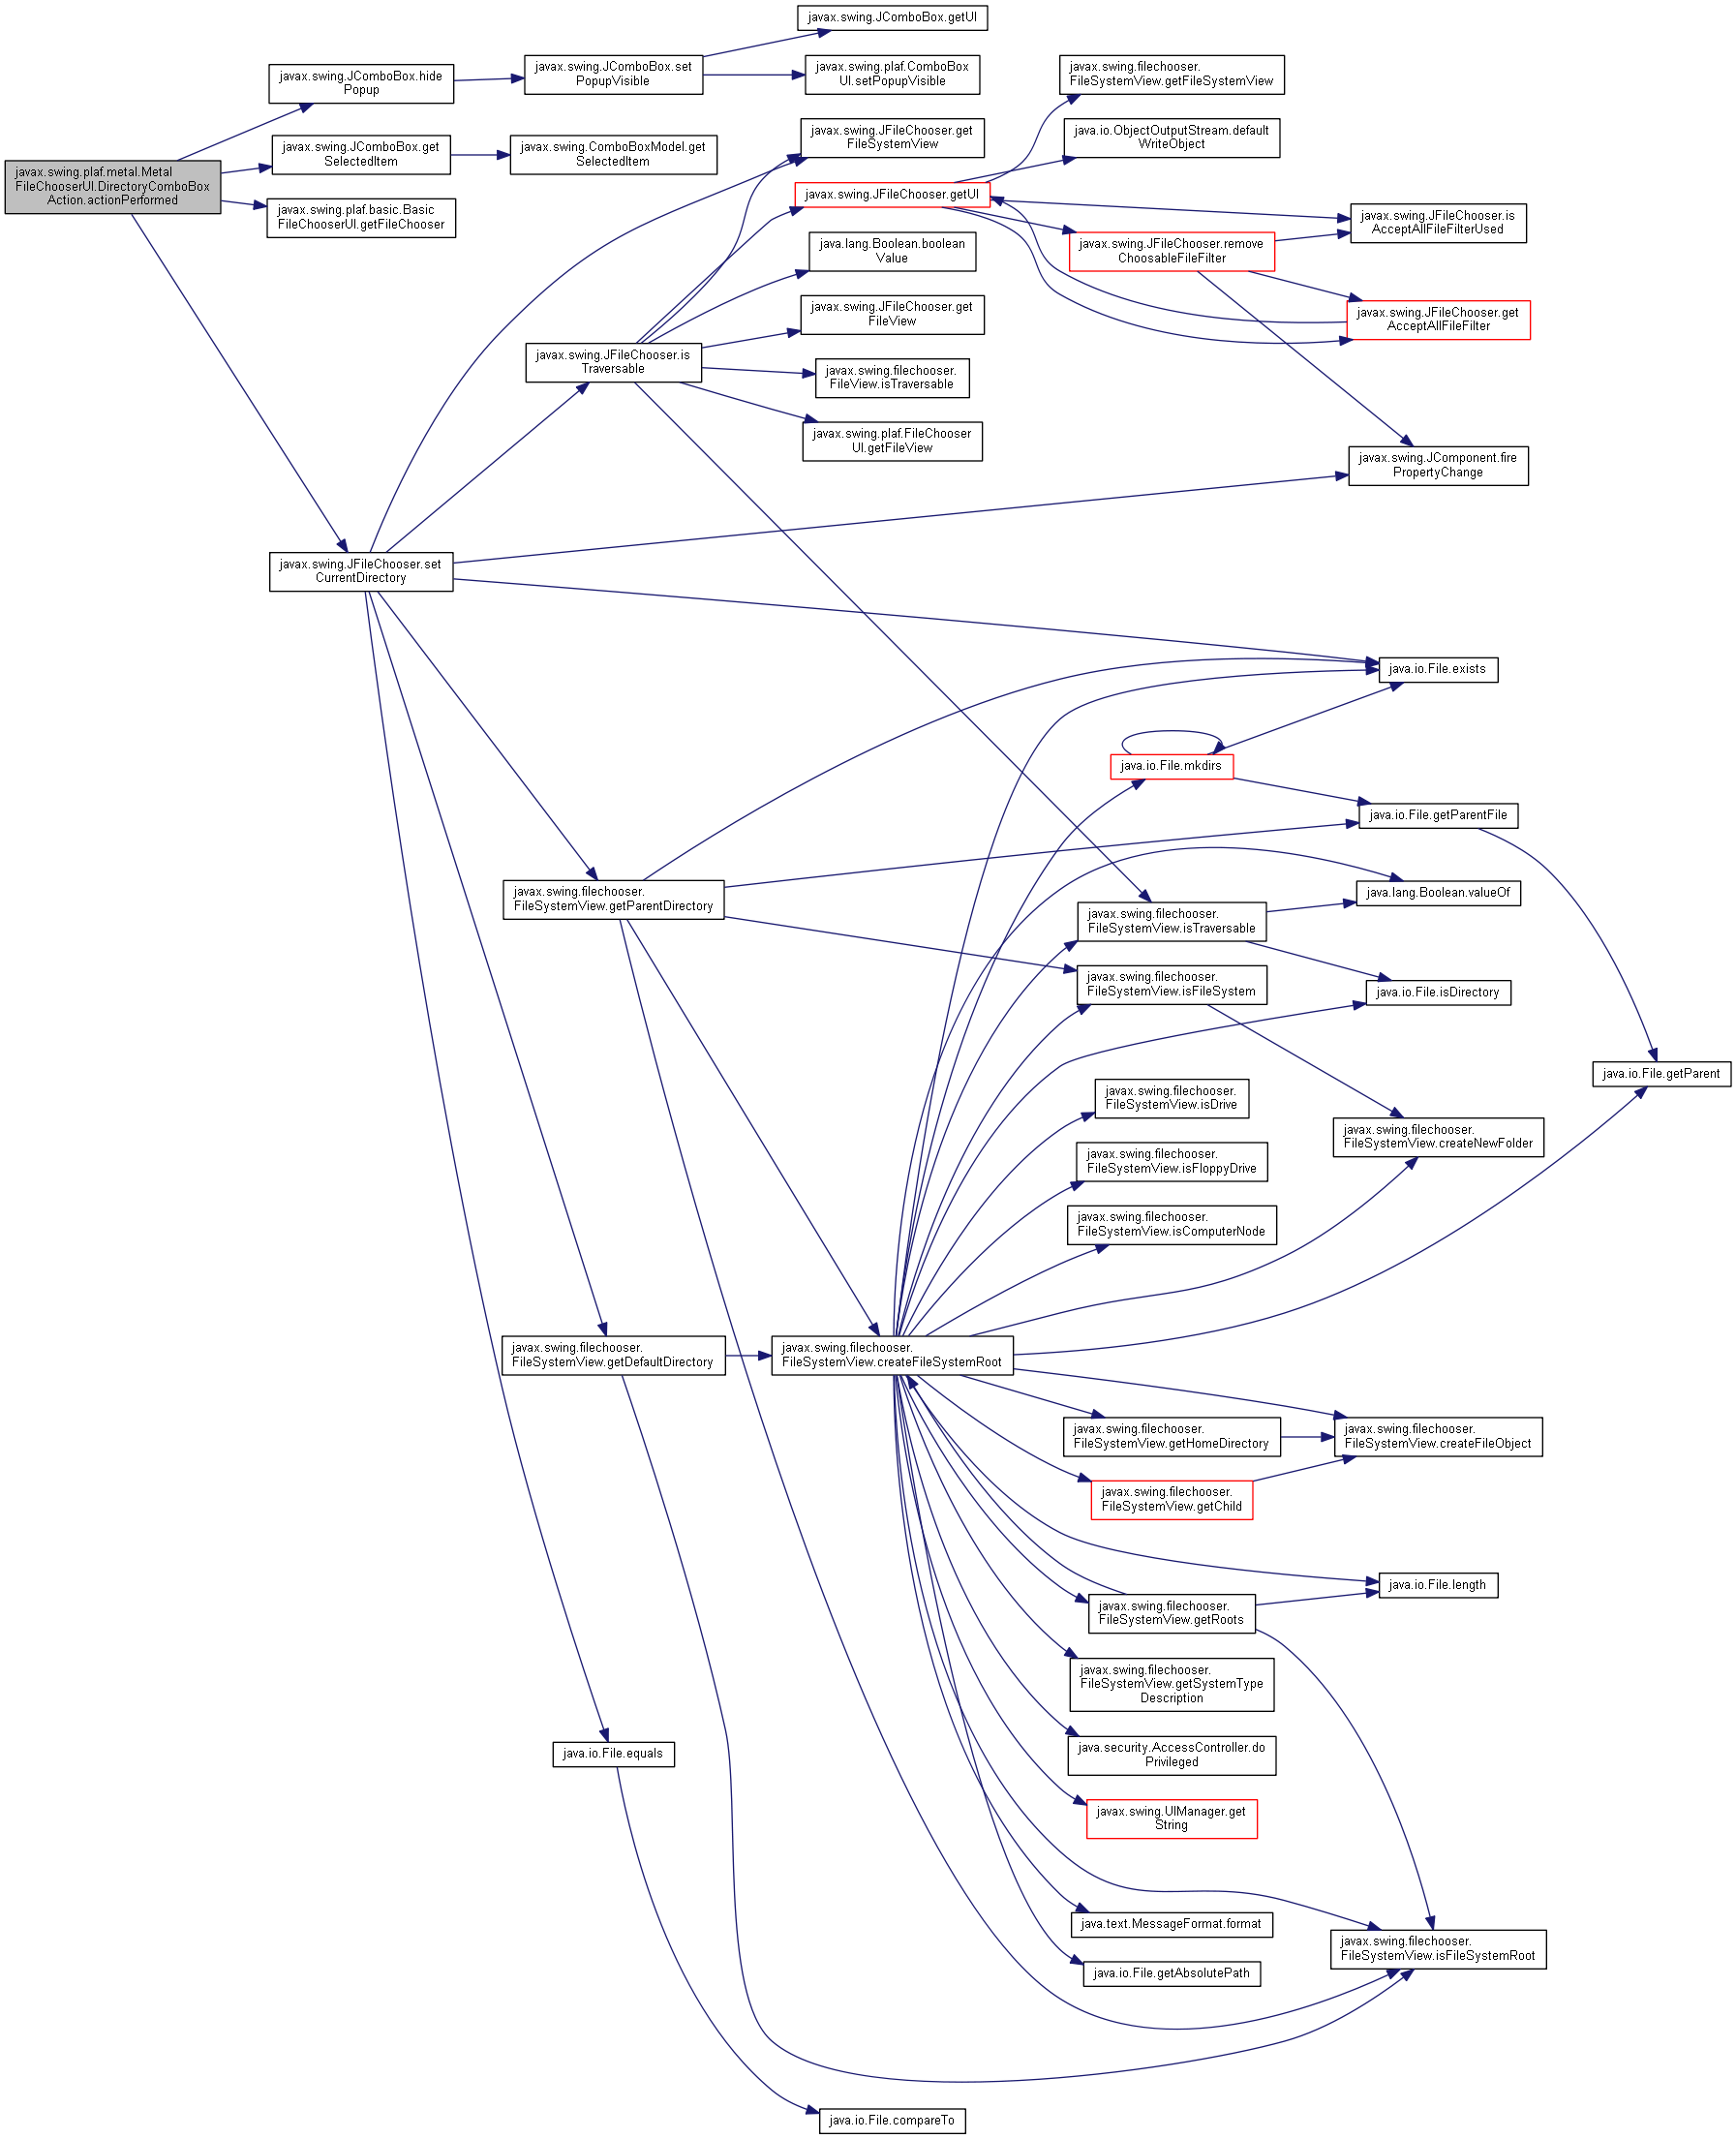 javax.swing.JComboBox.getUI
javax.swing.JComboBox.hide
Popup
javax.swing.JComboBox.set
PopupVisible
javax.swing.plaf.ComboBox
UI.setPopupVisible
javax.swing.filechooser.
FileSystemView.getFileSystemView
javax.swing.JComboBox.get
SelectedItem
javax.swing.ComboBoxModel.get
SelectedItem
javax.swing.JFileChooser.get
FileSystemView
java.io.ObjectOutputStream.default
WriteObject
javax.swing.plaf.metal.Metal
FileChooserUI.DirectoryComboBox
Action.actionPerformed
javax.swing.plaf.basic.Basic
FileChooserUI.getFileChooser
javax.swing.JFileChooser.getUI
javax.swing.JFileChooser.is
AcceptAllFileFilterUsed
java.lang.Boolean.boolean
Value
javax.swing.JFileChooser.remove
ChoosableFileFilter
javax.swing.JFileChooser.get
FileView
javax.swing.JFileChooser.get
AcceptAllFileFilter
javax.swing.JFileChooser.is
Traversable
javax.swing.filechooser.
FileView.isTraversable
javax.swing.plaf.FileChooser
UI.getFileView
javax.swing.JComponent.fire
PropertyChange
javax.swing.JFileChooser.set
CurrentDirectory
java.io.File.exists
java.io.File.mkdirs
java.io.File.getParentFile
javax.swing.filechooser.
FileSystemView.getParentDirectory
java.lang.Boolean.valueOf
javax.swing.filechooser.
FileSystemView.isTraversable
javax.swing.filechooser.
FileSystemView.isFileSystem
java.io.File.isDirectory
java.io.File.getParent
javax.swing.filechooser.
FileSystemView.isDrive
javax.swing.filechooser.
FileSystemView.createNewFolder
javax.swing.filechooser.
FileSystemView.isFloppyDrive
javax.swing.filechooser.
FileSystemView.isComputerNode
javax.swing.filechooser.
FileSystemView.getDefaultDirectory
javax.swing.filechooser.
FileSystemView.createFileSystemRoot
javax.swing.filechooser.
FileSystemView.getHomeDirectory
javax.swing.filechooser.
FileSystemView.createFileObject
javax.swing.filechooser.
FileSystemView.getChild
java.io.File.length
javax.swing.filechooser.
FileSystemView.getRoots
javax.swing.filechooser.
FileSystemView.getSystemType
Description
java.io.File.equals
java.security.AccessController.do
Privileged
javax.swing.UIManager.get
String
java.text.MessageFormat.format
javax.swing.filechooser.
FileSystemView.isFileSystemRoot
java.io.File.getAbsolutePath
java.io.File.compareTo